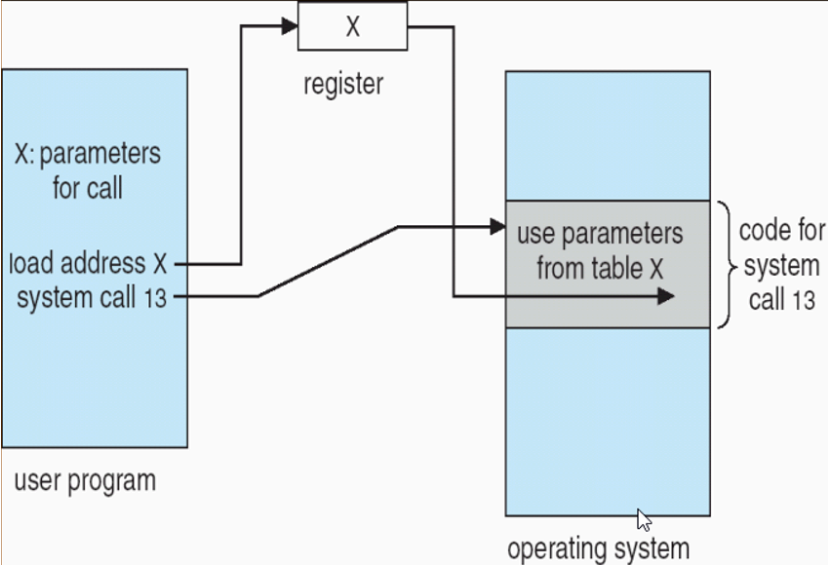 X
register
X: parameters
for call
load address X
system call 13
user program
use parameters
from table X
code for
system
call 13
operating system